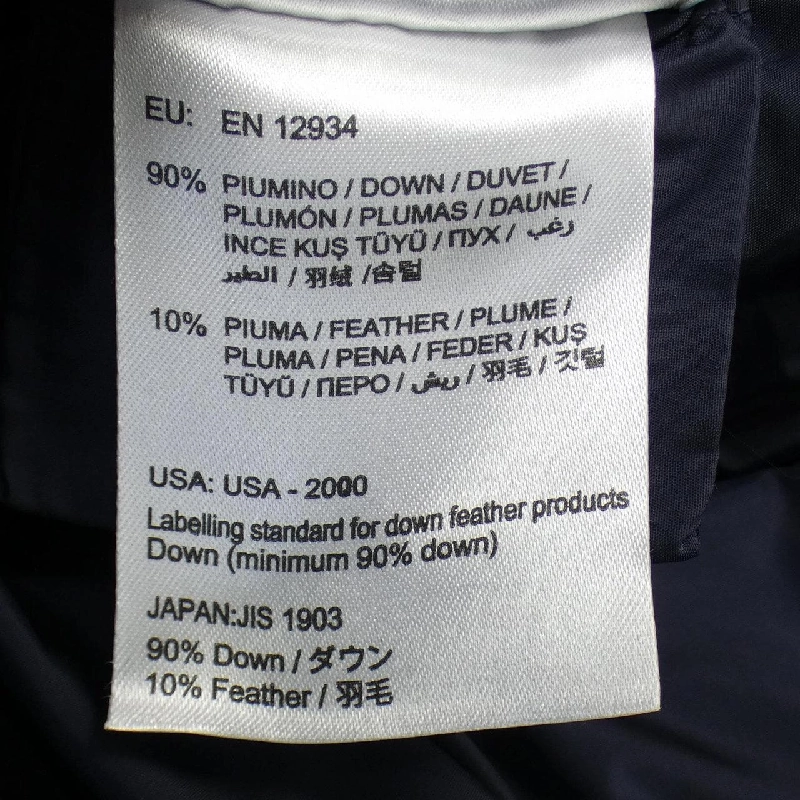 EU: EN 12934
90% PIUMINO / DOWN / DUVET /
PLUMÓN / PLUMAS / DAUNE /
INCE KUŞ TÜYÜ / ПУХ / زغب
الطيور / 羽绒 /솜털
10% PIUMA / FEATHER / PLUME /
PLUMA / PENA / FEDER / KUŞ
TÜYÜ / ПЕРО / ريش / 羽毛 / 깃털
USA: USA - 2000
Labelling standard for down feather products
Down (minimum 90% down)
JAPAN:JIS 1903
90% Down / ダウン
10% Feather / 羽毛